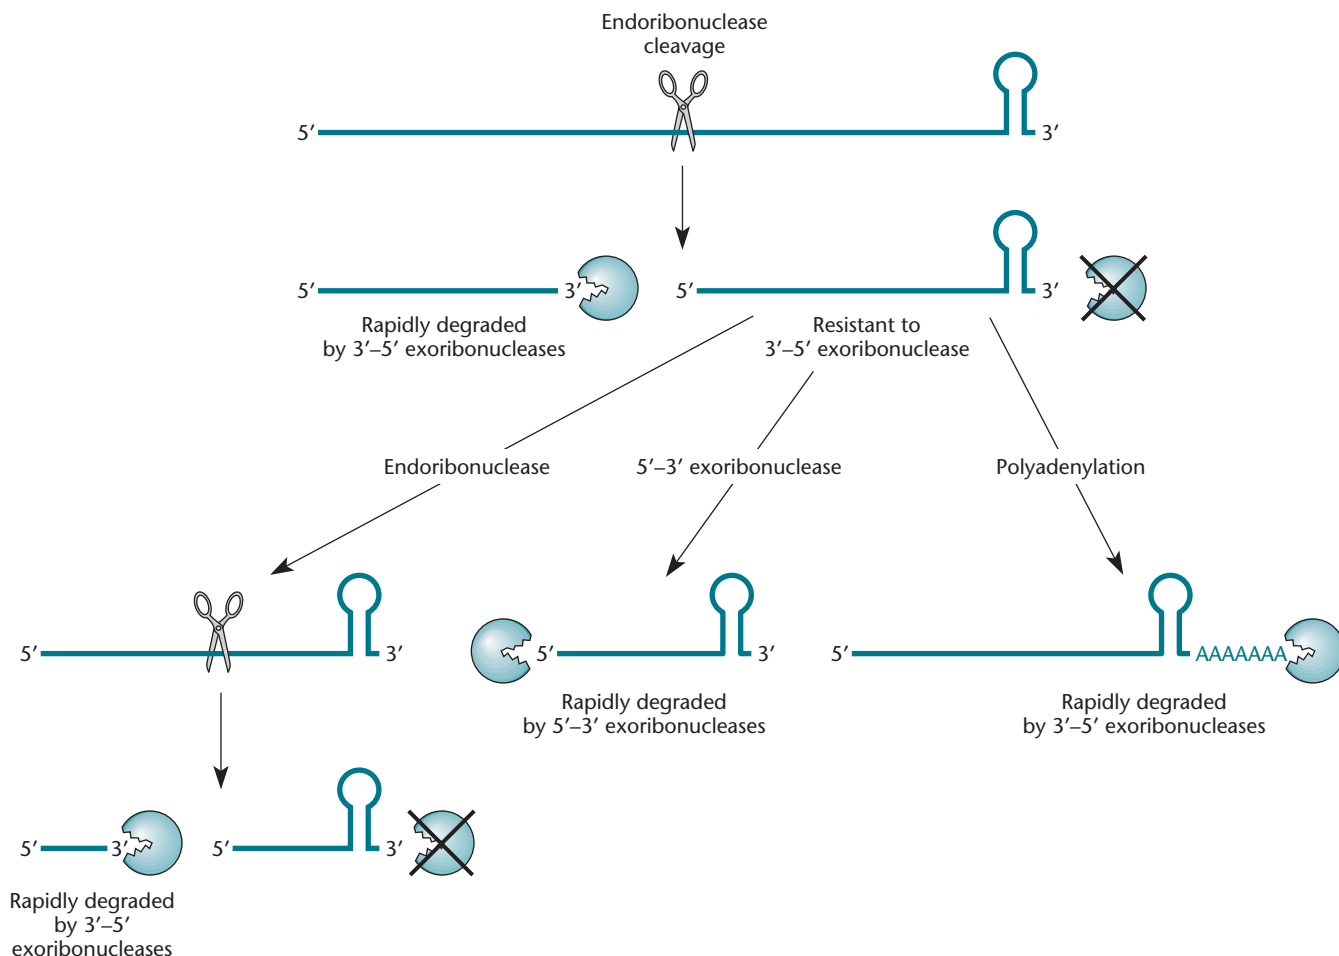 Endoribonuclease
cleavage
5′ 3′
5′ 3′ 5′ 3′
Rapidly degraded
by 3′–5′ exoribonucleases
Resistant to
3′–5′ exoribonuclease
Endoribonuclease
5′–3′ exoribonuclease
Polyadenylation
5′ 3′
5′ 3′
5′ AAAAAAA
Rapidly degraded
by 5′–3′ exoribonucleases
Rapidly degraded
by 3′–5′ exoribonucleases
5′ 3′ 5′ 3′
Rapidly degraded
by 3′–5′
exoribonucleases